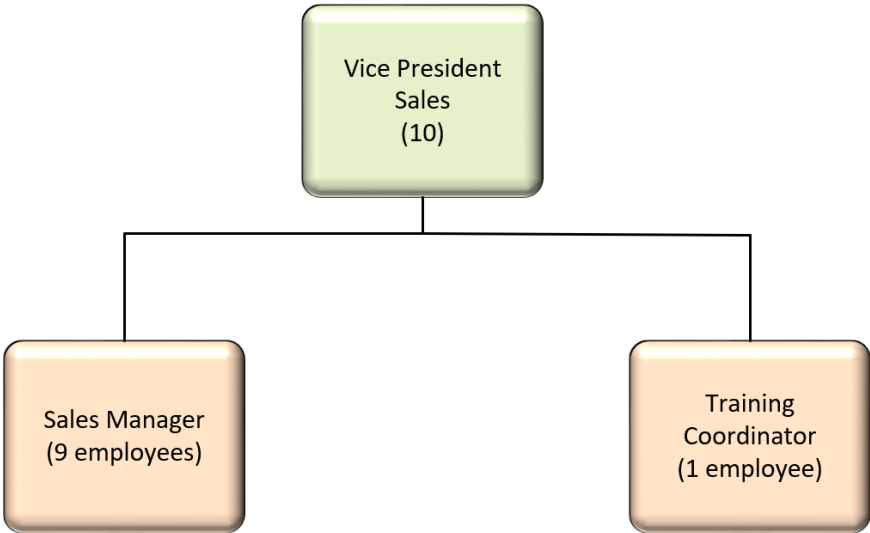 Vice President
Sales
(10)
Sales Manager
(9 employees)
Training
Coordinator
(1 employee)